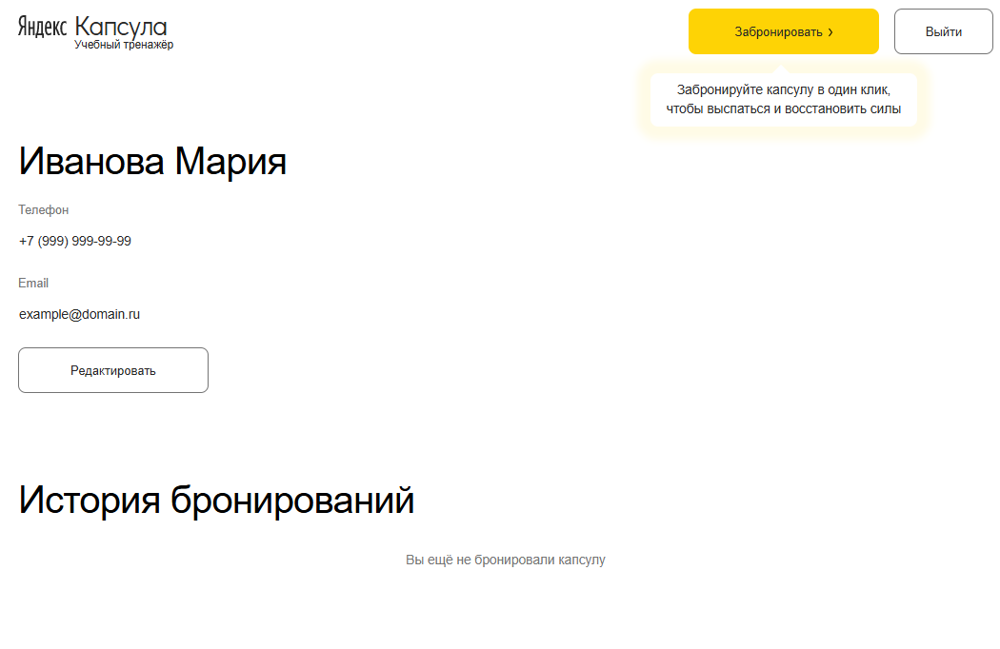 Яндекс Капсула
Учебный тренажёр
Забронировать ›
Выйти
Забронируйте капсулу в один клик,
чтобы выспаться и восстановить силы
Иванова Мария
Телефон
+7 (999) 999-99-99
Email
example@domain.ru
Редактировать
История бронирований
Вы ещё не бронировали капсулу